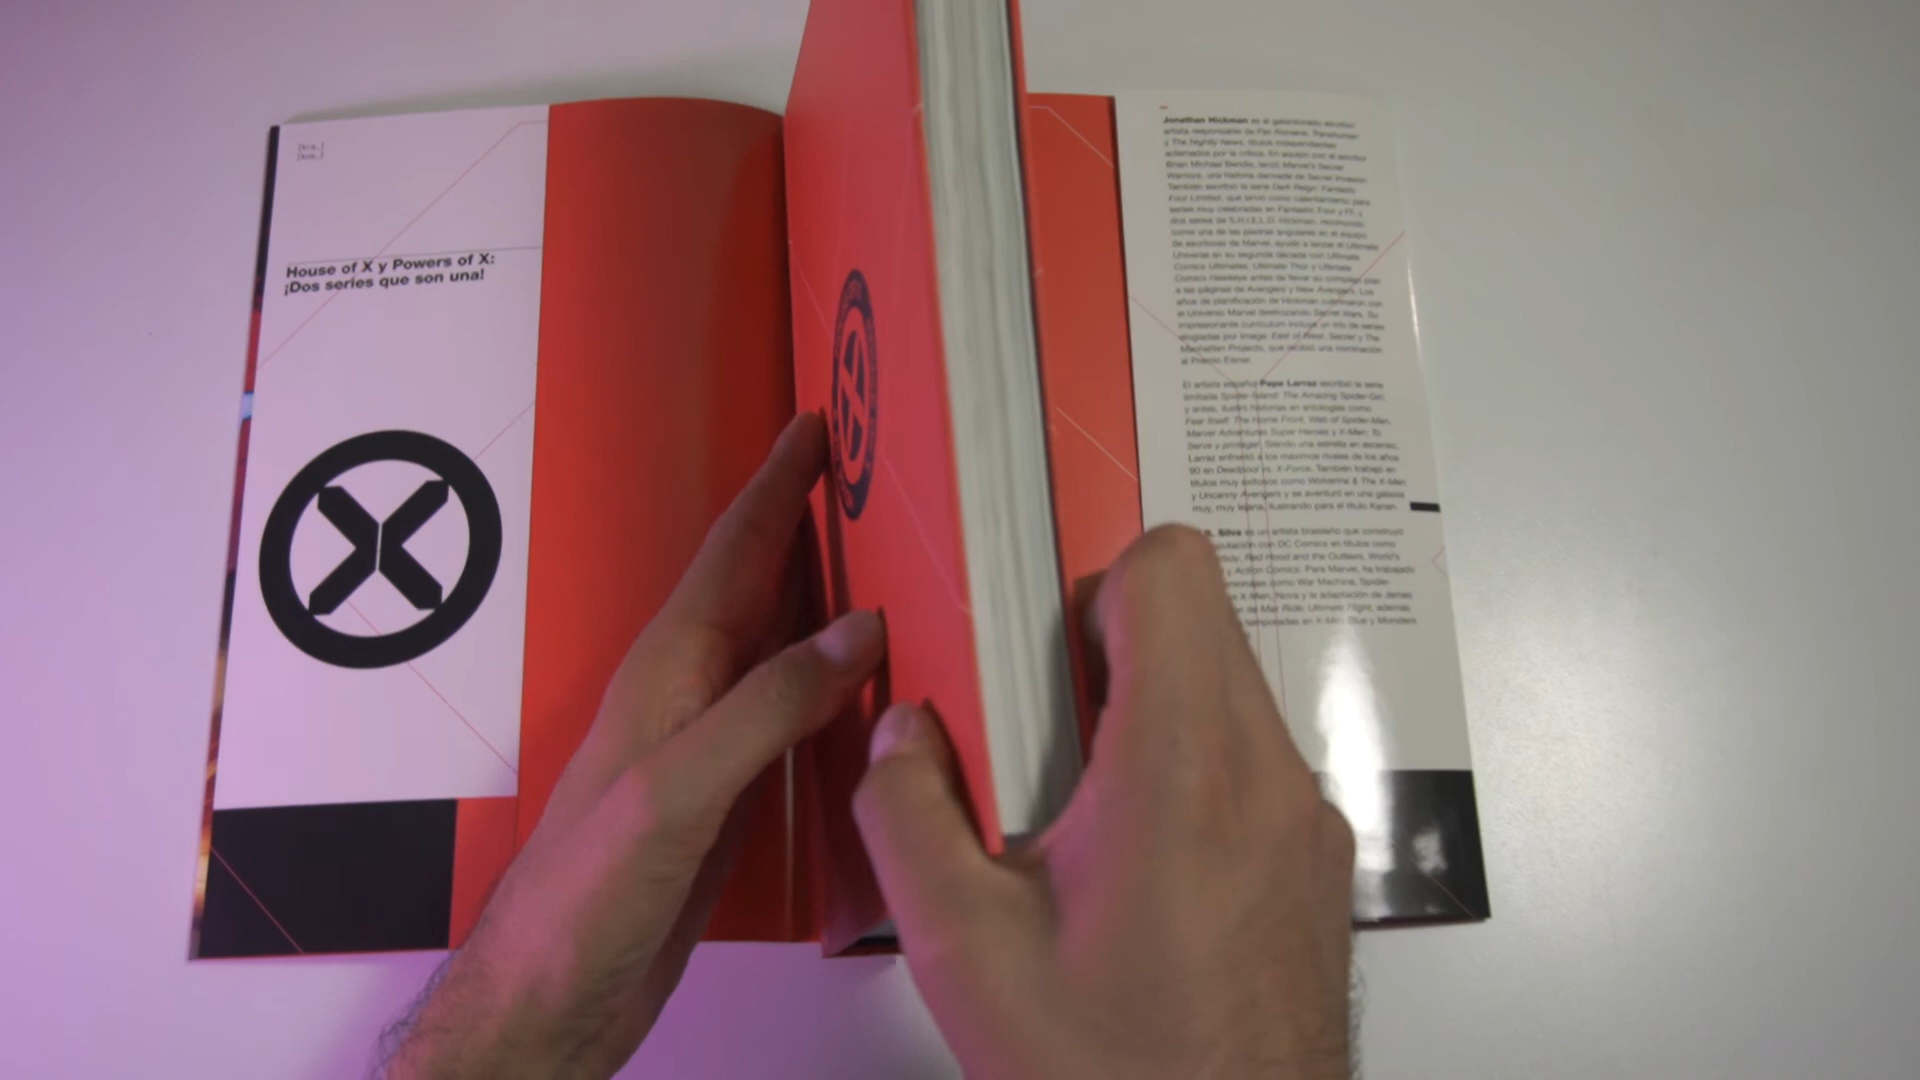 House of X y Powers of X:
¡Dos series que son una!
Jonathan Hickman es el galardonado escritor/
artista responsable de Pax Romana, Transhuman
y The Nightly News, títulos independientes
aclamados por la crítica. En equipo con el escritor
Brian Michael Bendis, lanzó Marvel's Secret
Warriors, una historia derivada de Secret Invasion.
También escribió la serie Dark Reign: Fantastic
Four Limited, que sirvió como calentamiento para
series muy celebradas en Fantastic Four y FF, y
dos series de S.H.I.E.L.D. Hickman, reconocido
como una de las piedras angulares en el equipo
de escritores de Marvel, ayudó a lanzar el Ultimate
Universe en su segunda década con Ultimate
Comics Ultimates, Ultimate Thor y Ultimate
Comics Hawkeye antes de llevar su complejo plan
a las páginas de Avengers y New Avengers. Los
años de planificación de Hickman culminaron con
el Universo Marvel destrozando Secret Wars. Su
impresionante currículum incluye un trío de series
elogiadas por Image: East of West, Secret y The
Manhattan Projects, que recibió una nominación
al Premio Eisner.
El artista español Pepe Larraz escribió la serie
limitada Spider-Island: The Amazing Spider-Girl,
y antes, ilustró historias en antologías como
Fear Itself: The Home Front, Web of Spider-Man,
Marvel Adventures Super Heroes y X-Men: To
Serve y proteger. Siendo una estrella en ascenso,
Larraz enfrentó a los máximos rivales de los años
90 en Deadpool vs. X-Force. También trabajó en
títulos muy exitosos como Wolverine & The X-Men
y Uncanny Avengers y se aventuró en una galaxia
muy, muy lejana, ilustrando para el título Kanan.
Silva es un artista brasileño que construyó
con DC Comics en títulos como
Red Hood and the Outlaws, World's
y Action Comics. Para Marvel, ha trabajado
como War Machine, Spider-
X-Men, Nova y la adaptación de James
de Max Ride: Ultimate Flight, además
temporadas en X-Men Blue y Monsters